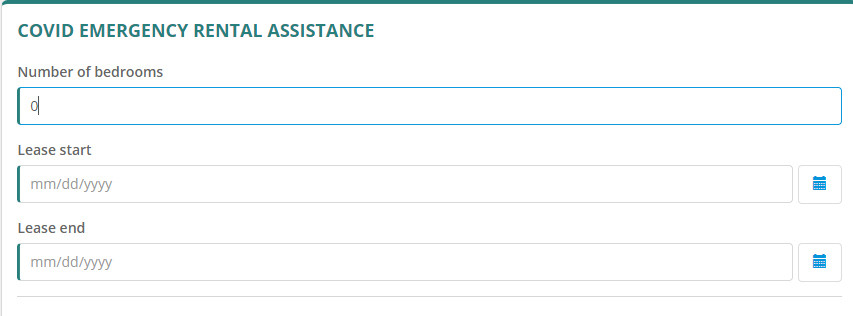 COVID EMERGENCY RENTAL ASSISTANCE
Number of bedrooms
0
Lease start
mm/dd/yyyy
Lease end
mm/dd/yyyy